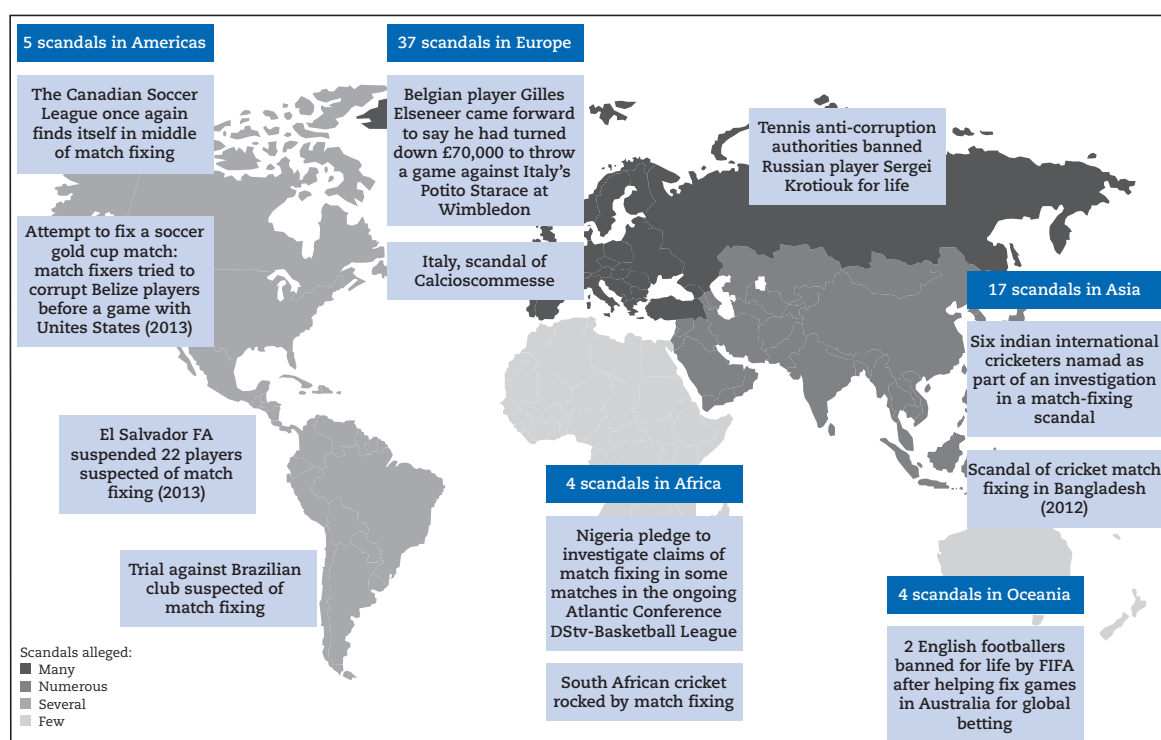 5 scandals in Americas
The Canadian Soccer
League once again
finds itself in middle
of match fixing
Attempt to fix a soccer
gold cup match:
match fixers tried to
corrupt Belize players
before a game with
Unites States (2013)
El Salvador FA
suspended 22 players
suspected of match
fixing (2013)
Trial against Brazilian
club suspected of
match fixing
37 scandals in Europe
Belgian player Gilles
Elseneer came forward
to say he had turned
down £70,000 to throw
a game against Italy's
Potito Starace at
Wimbledon
Italy, scandal of
Calcioscommesse
Tennis anti-corruption
authorities banned
Russian player Sergei
Krotiouk for life
17 scandals in Asia
Six indian international
cricketers namad as
part of an investigation
in a match-fixing
scandal
Scandal of cricket match
fixing in Bangladesh
(2012)
4 scandals in Africa
Nigeria pledge to
investigate claims of
match fixing in some
matches in the ongoing
Atlantic Conference
DStv-Basketball League
South African cricket
rocked by match fixing
4 scandals in Oceania
2 English footballers
banned for life by FIFA
after helping fix games
in Australia for global
betting
Scandals alleged:
Many
Numerous
Several
Few